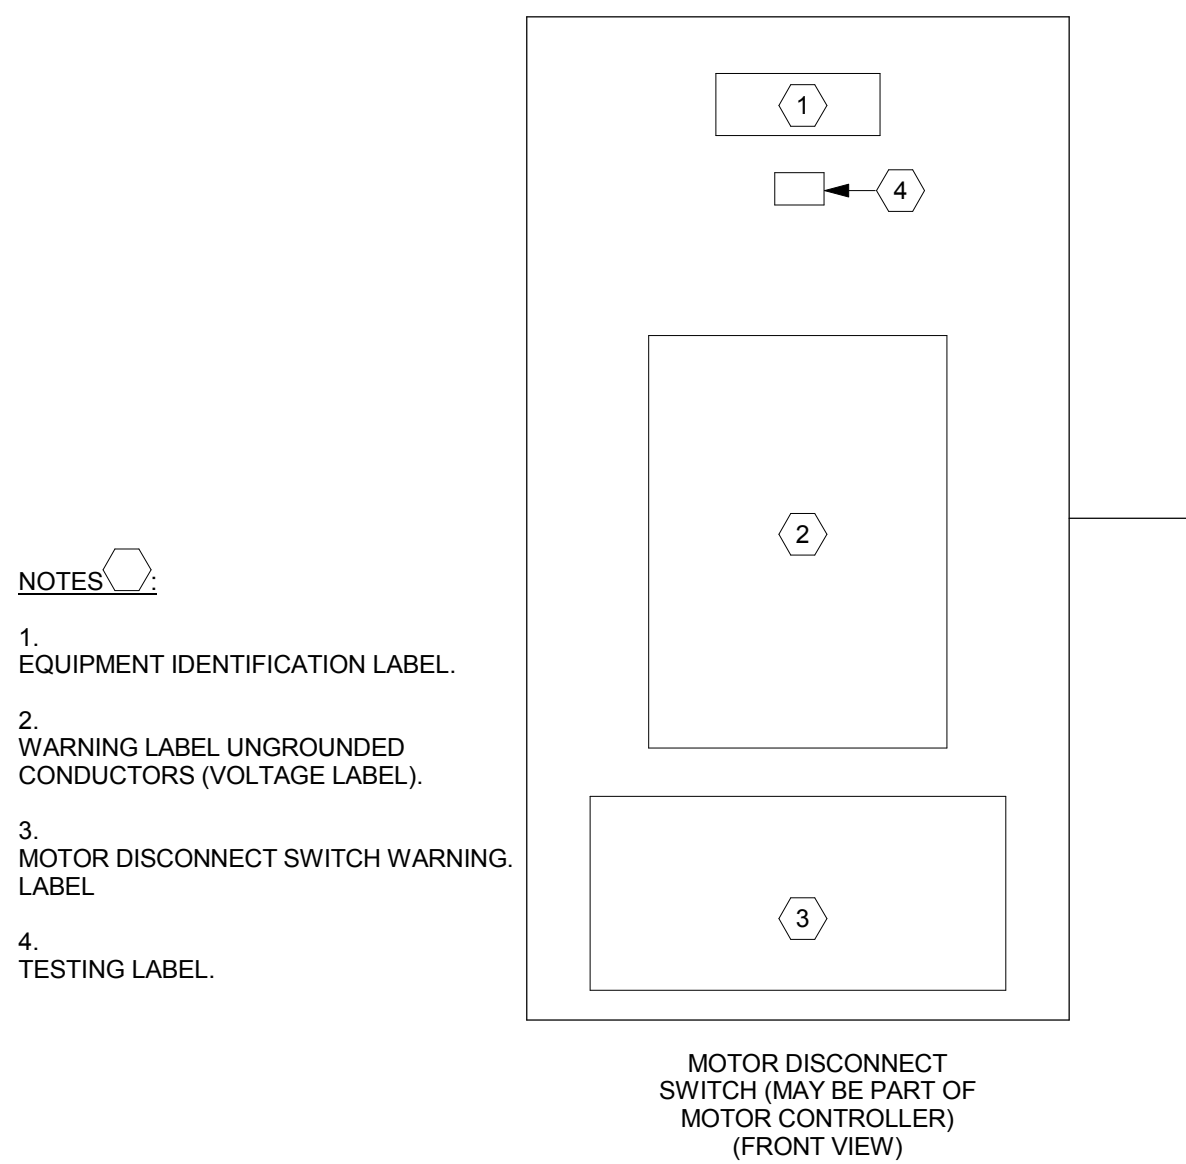 1
4
2
NOTES :
1.
EQUIPMENT IDENTIFICATION LABEL.
2.
WARNING LABEL UNGROUNDED
CONDUCTORS (VOLTAGE LABEL).
3.
MOTOR DISCONNECT SWITCH WARNING.
LABEL
3
4.
TESTING LABEL.
MOTOR DISCONNECT
SWITCH (MAY BE PART OF
MOTOR CONTROLLER)
(FRONT VIEW)